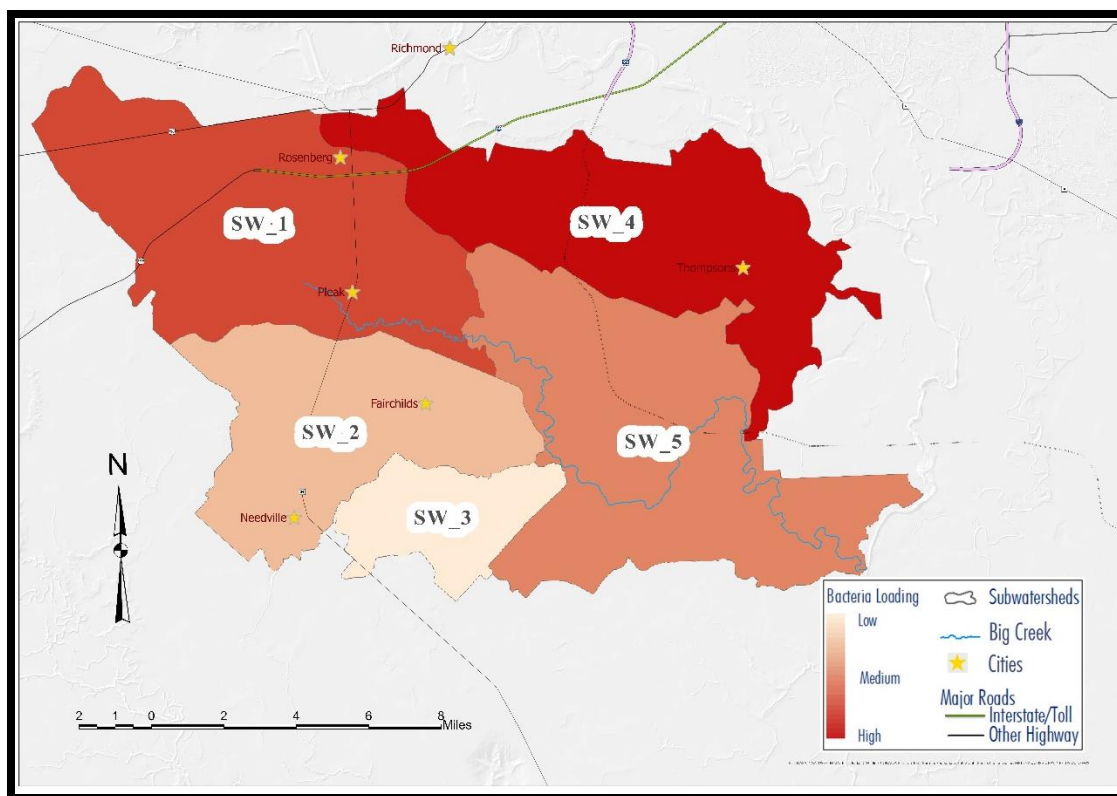 Richmond
Rosenberg
SW_1
SW_4
Thompsons
Pleak
Fairchilds
SW_2
SW_5
N
Needville
SW_3
Bacteria Loading
Low
Medium
High
Subwatersheds
Big Creek
Cities
Major Roads
Interstate/Toll
Other Highway
2 1 0 2 4 6 8
Miles